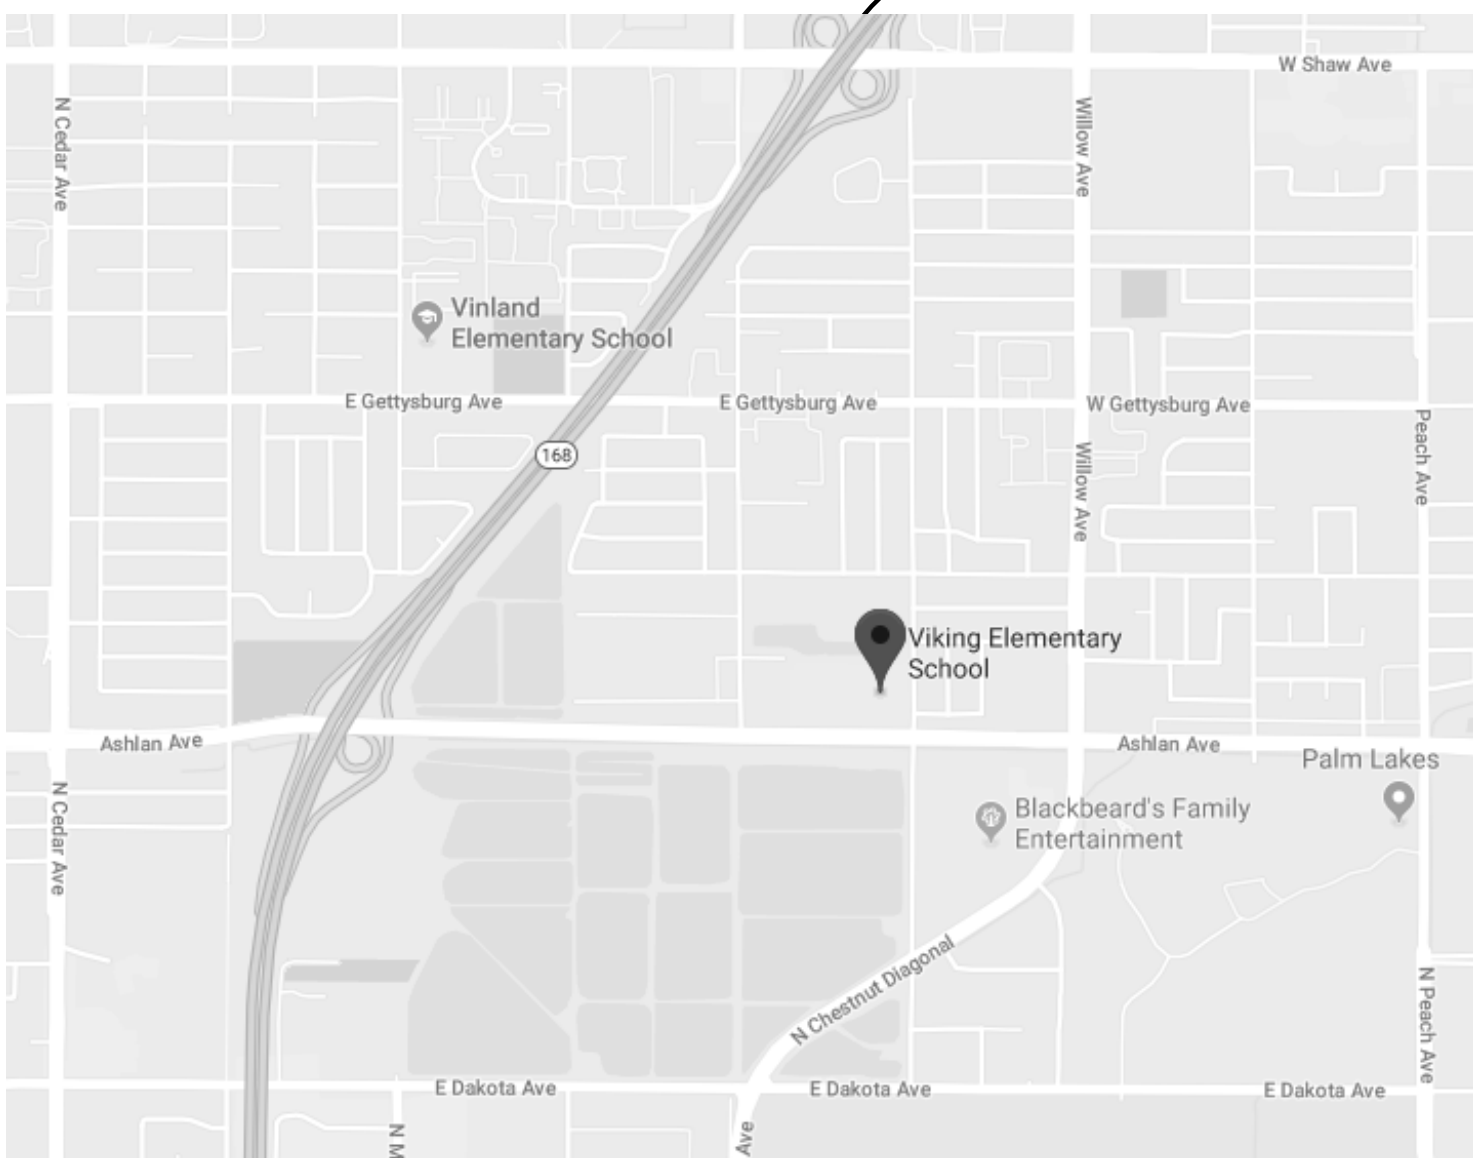 W Shaw Ave
N Cedar Ave
Willow Ave
Vinland
Elementary School
E Gettysburg Ave
E Gettysburg Ave
W Gettysburg Ave
168
Willow Ave
Peach Ave
Viking Elementary
School
Ashlan Ave
Ashlan Ave
Palm Lakes
N Cedar Ave
Blackbeard's Family
Entertainment
N Chestnut Diagonal
N Peach Ave
E Dakota Ave
E Dakota Ave
E Dakota Ave
N M
Ave